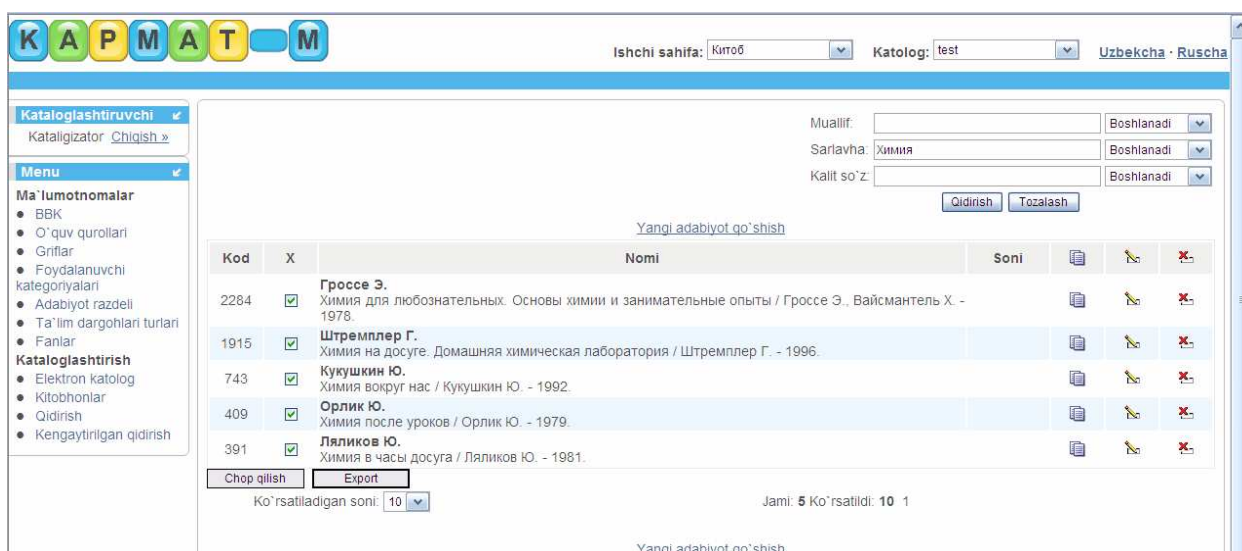 КАРМАТ-М
Ishchi sahifa: Китоб Katolog: test Uzbekcha · Ruscha
Kataloglashtiruvchi
Kataligizator Chiqish »
Menu
Ma`lumotnomalar
BBK
O`quv qurollari
Griflar
Foydalanuvchi
kategoriyalari
Adabiyot razdeli
Ta`lim dargohlari turlari
Fanlar
Kataloglashtirish
Elektron katolog
Kitobhonlar
Qidirish
Kengaytirilgan qidirish
Muallif: Boshlanadi
Sarlavha: Химия Boshlanadi
Kalit so`z: Boshlanadi
Qidirish Tozalash
Yangi adabiyot qo`shish
Kod X Nomi Soni
Гроссе Э.
2284 Химия для любознательных. Основы химии и занимательные опыты / Гроссе Э., Вайсмантель Х. -
1978.
Штремплер Г.
1915 Химия на досуге. Домашняя химическая лаборатория / Штремплер Г. - 1996.
Кукушкин Ю.
743 Химия вокруг нас / Кукушкин Ю. - 1992.
Орлик Ю.
409 Химия после уроков / Орлик Ю. - 1979.
Ляликов Ю.
391 Химия в часы досуга / Ляликов Ю. - 1981.
Chop qilish Export
Ko`rsatiladigan soni: 10 Jami: 5 Ko`rsatildi: 10 1
Yangi adabiyot qo`shish